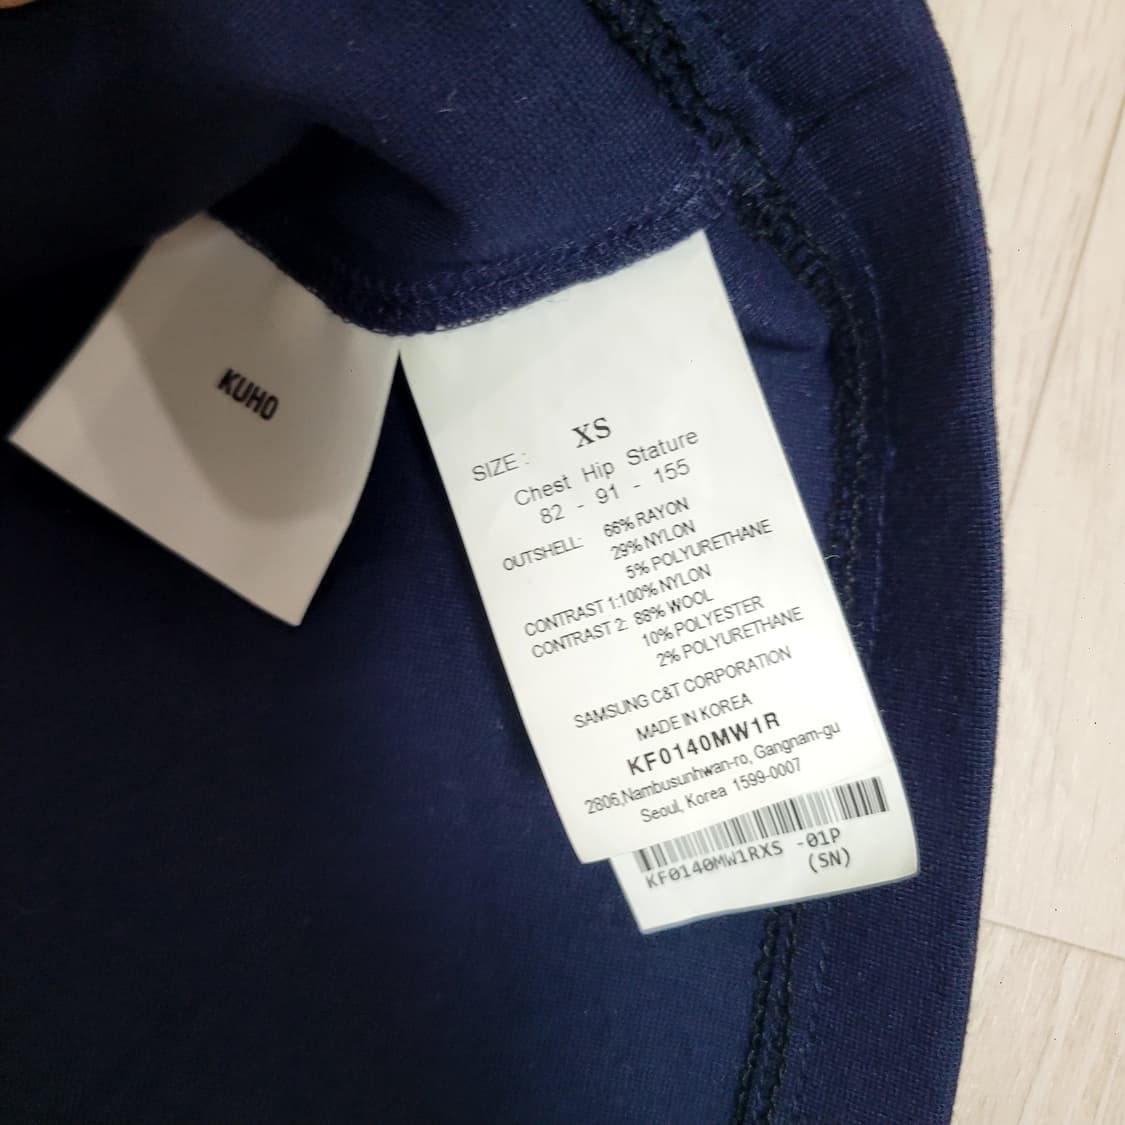 KUHO
SIZE : XS
Chest Hip Stature
82 - 91 - 155
OUTSHELL: 66% RAYON
29% NYLON
5% POLYURETHANE
CONTRAST 1:100% NYLON
CONTRAST 2: 88% WOOL
10% POLYESTER
2% POLYURETHANE
SAMSUNG C&T CORPORATION
MADE IN KOREA
KF0140MW1R
2806,Nambusunhwan-ro, Gangnam-gu
Seoul, Korea 1599-0007
KF0140MW1RXS -01P
(SN)